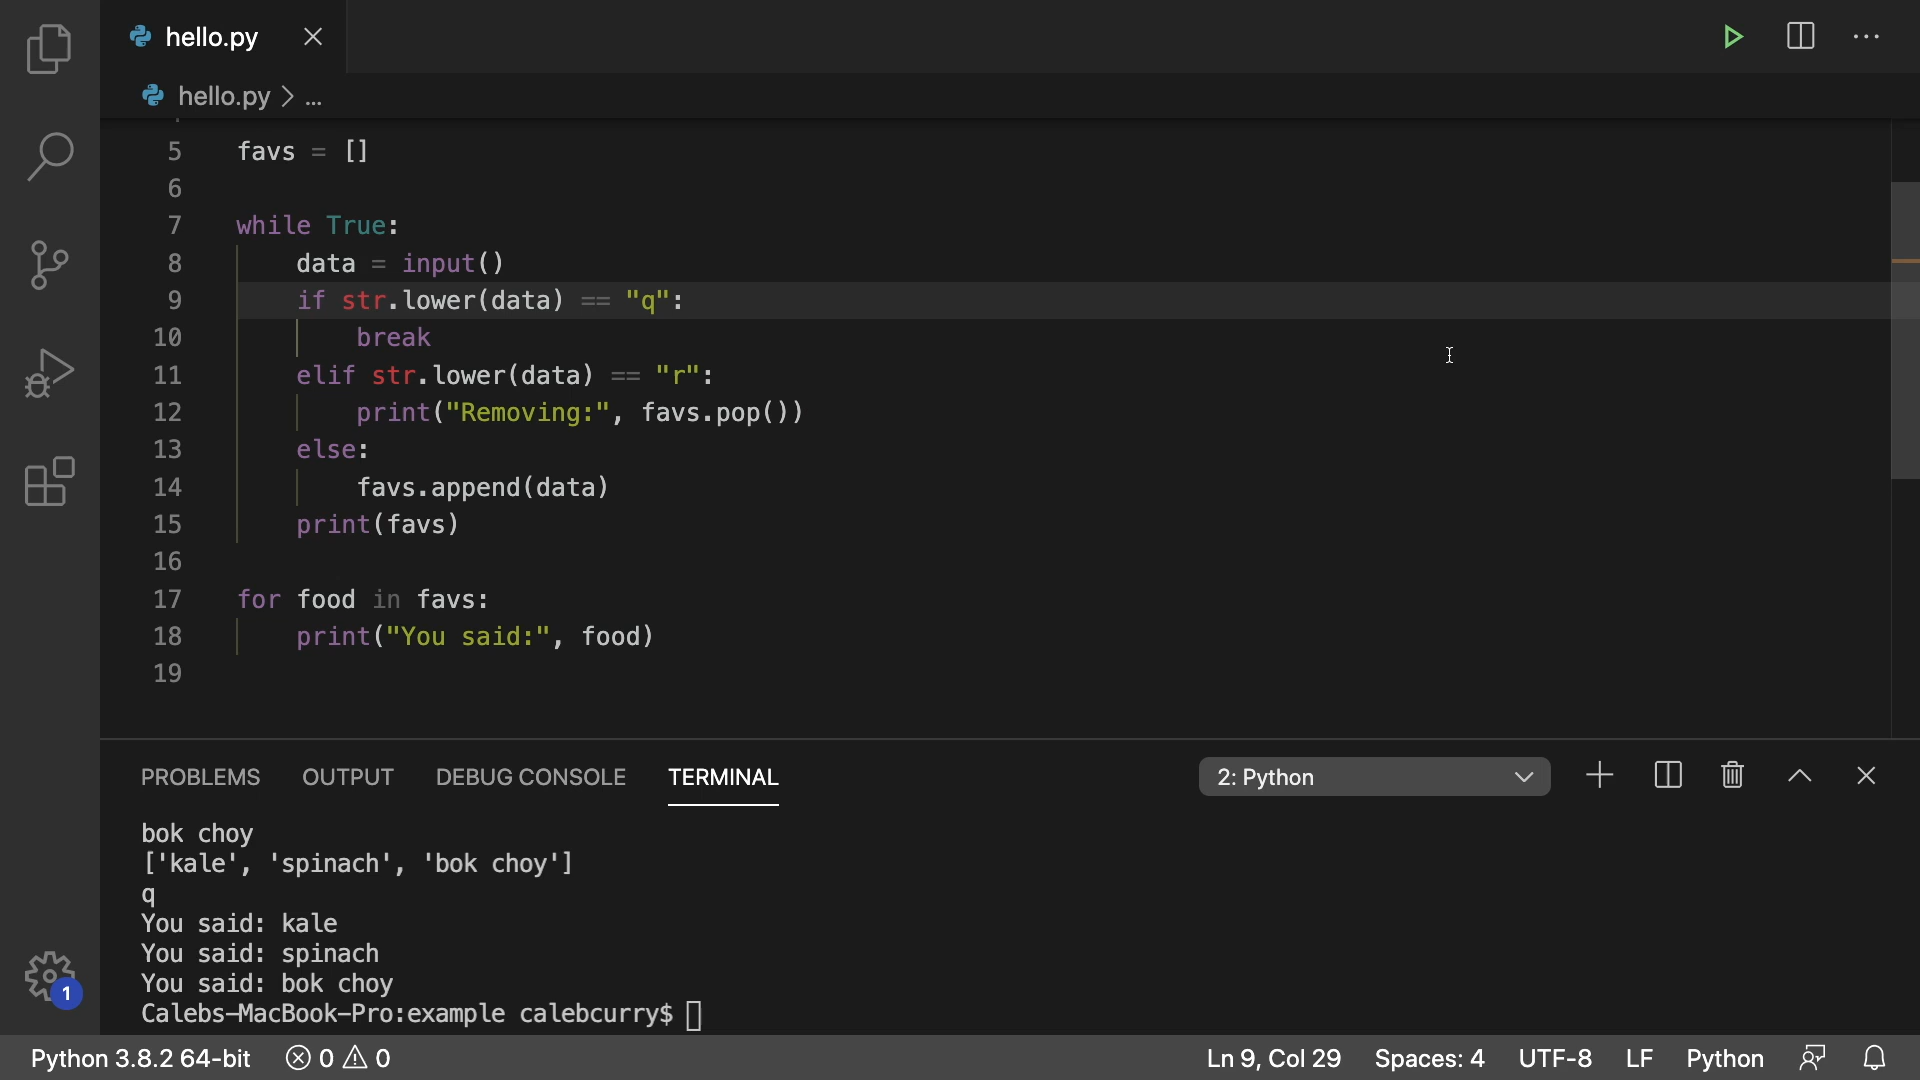 hello.py
hello.py > ...
5 favs = []
6
7 while True:
8     data = input()
9     if str.lower(data) == "q":
10         break
11     elif str.lower(data) == "r":
12         print("Removing:", favs.pop())
13     else:
14         favs.append(data)
15     print(favs)
16
17 for food in favs:
18     print("You said:", food)
19
PROBLEMS OUTPUT DEBUG CONSOLE TERMINAL 2: Python
bok choy
['kale', 'spinach', 'bok choy']
q
You said: kale
You said: spinach
You said: bok choy
Calebs-MacBook-Pro:example calebcurry$
1
Python 3.8.2 64-bit 0 0 Ln 9, Col 29 Spaces: 4 UTF-8 LF Python